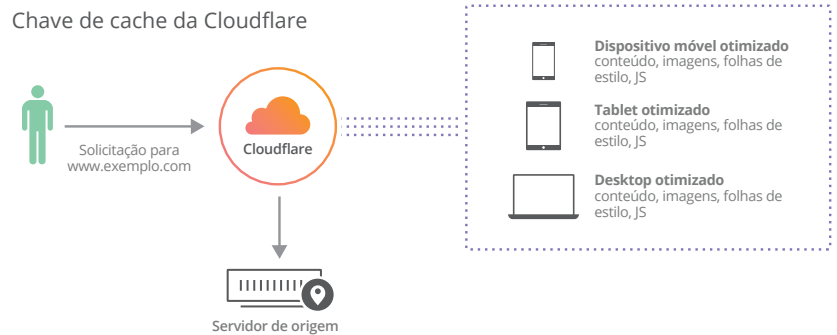 Chave de cache da Cloudflare
Solicitação para
www.exemplo.com
Cloudflare
Servidor de origem
Dispositivo móvel otimizado
conteúdo, imagens, folhas de
estilo, JS
Tablet otimizado
conteúdo, imagens, folhas de
estilo, JS
Desktop otimizado
conteúdo, imagens, folhas de
estilo, JS